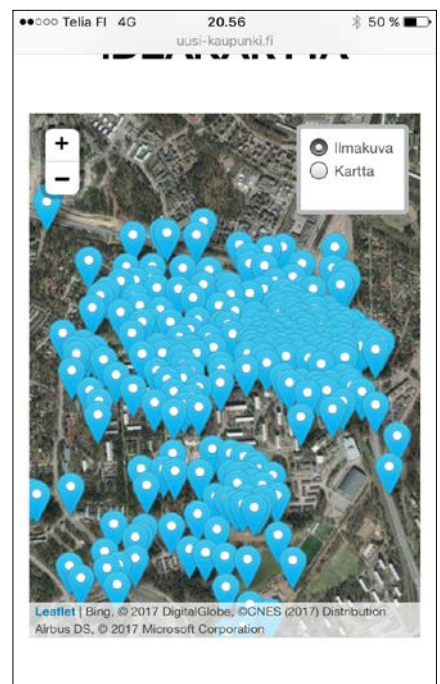 ●●○○○ Telia FI 4G 20.56 50 %
uusi-kaupunki.fi
+
−
Ilmakuva
Kartta
Leaflet | Bing, © 2017 DigitalGlobe, ©CNES (2017) Distribution
Airbus DS, © 2017 Microsoft Corporation